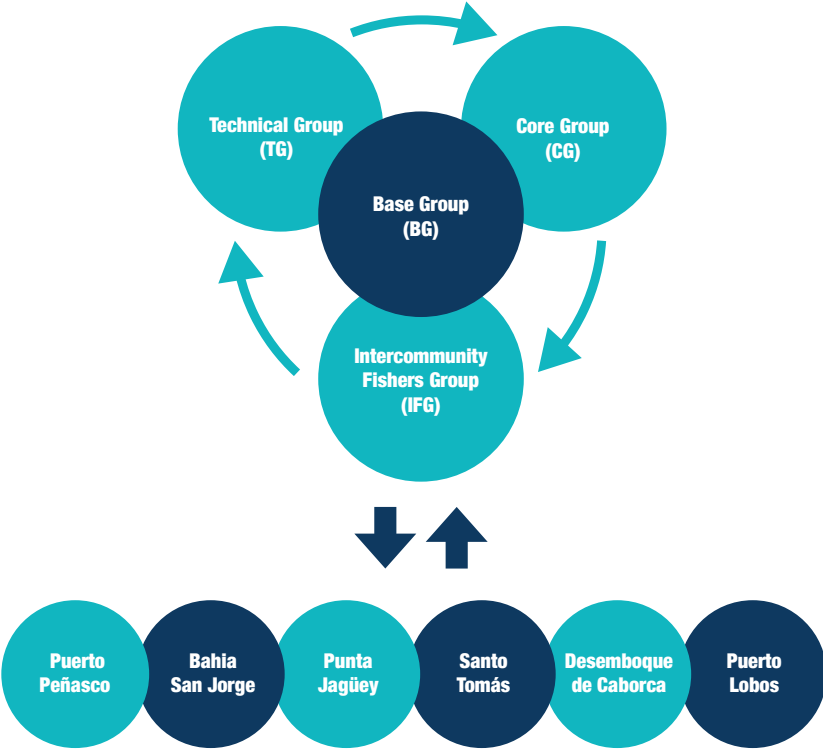 Technical Group
(TG)
Core Group
(CG)
Base Group
(BG)
Intercommunity
Fishers Group
(IFG)
Puerto
Peñasco
Bahia
San Jorge
Punta
Jagüey
Santo
Tomás
Desemboque
de Caborca
Puerto
Lobos